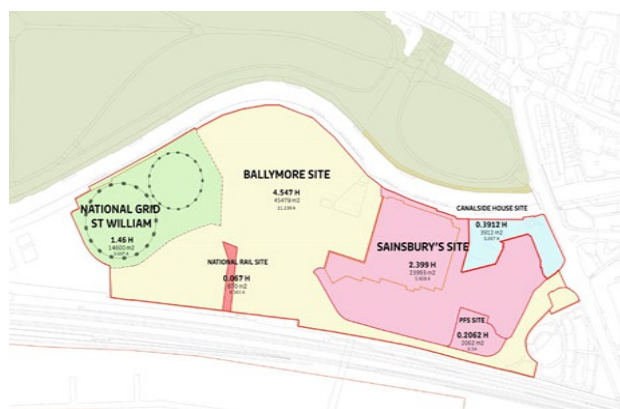 BALLYMORE SITE
4.547 H
45479 m2
NATIONAL GRID
ST WILLIAM
1.46 H
14600 m2
NATIONAL RAIL SITE
0.067 H
670 m2
CANALSIDE HOUSE SITE
0.3912 H
3912 m2
SAINSBURY'S SITE
2.399 H
23993 m2
PFS SITE
0.2062 H
2062 m2